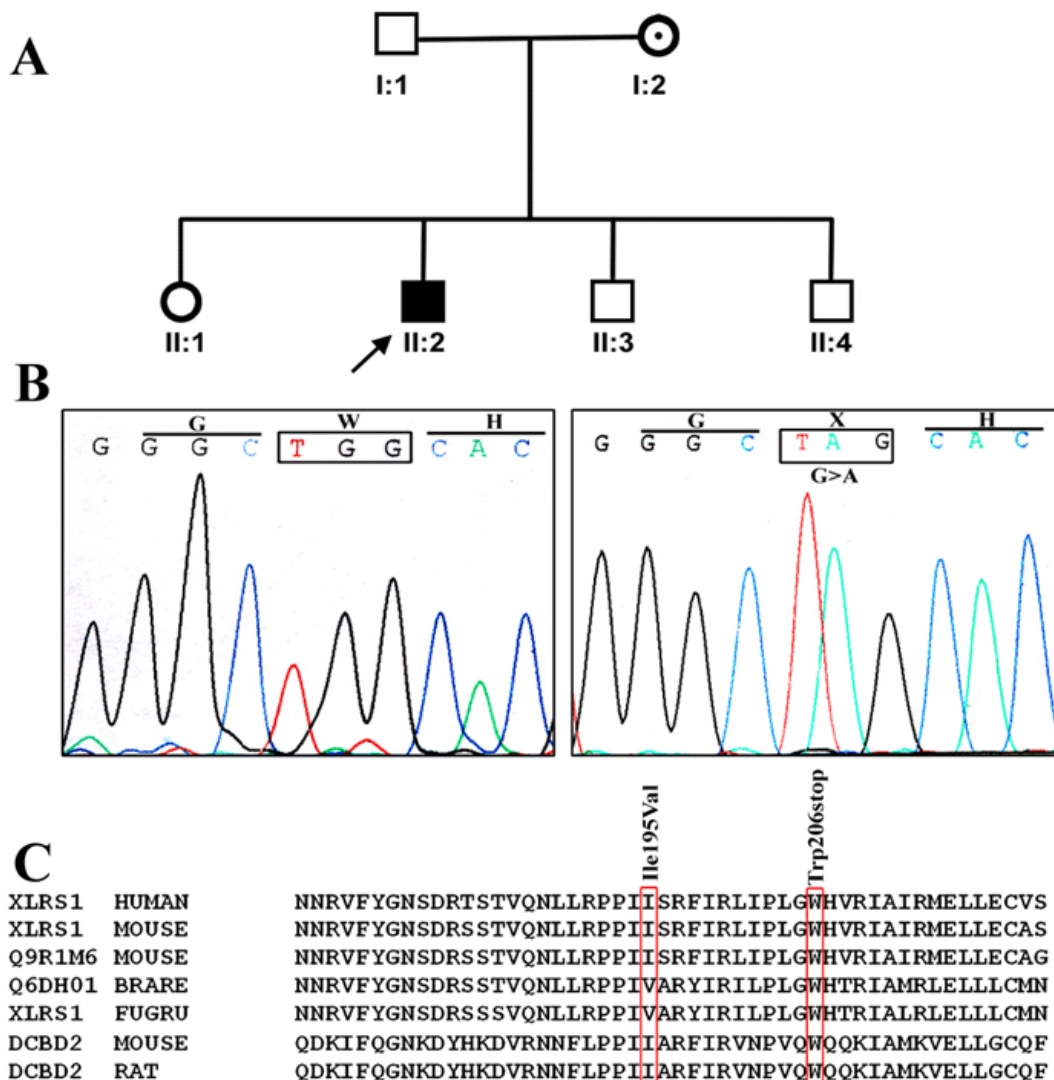 A
I:1 I:2
II:1 II:2 II:3 II:4
B
G W H
G G G C T G G C A C
G X H
G G G C T A G C A C
G>A
Ile195Val
Trp206stop
C
XLRS1 HUMAN NNRVFYGNSDRTSTVQNLLRPPIISRFIRLIPLGWHVRIAIRMELLECVS
XLRS1 MOUSE NNRVFYGNSDRSSTVQNLLRPPIISRFIRLIPLGWHVRIAIRMELLECAS
Q9R1M6 MOUSE NNRVFYGNSDRSSTVQNLLRPPIISRFIRLIPLGWHVRIAIRMELLECAG
Q6DH01 BRARE NNRVFYGNSDRSSTVQNLLRPPIVARYIRILPLGWHTRIAMRLELLLCMN
XLRS1 FUGRU NNRVFYGNSDRSSSVQNLLRPPIVARYIRILPLGWHTRIALRLELLLCMN
DCBD2 MOUSE QDKIFQGNKDYHKDVRNNFLPPIIARFIRVNPVQWQQKIAMKVELLGCQF
DCBD2 RAT QDKIFQGNKDYHKDVRNNFLPPIIARFIRVNPVQWQQKIAMKVELLGCQF